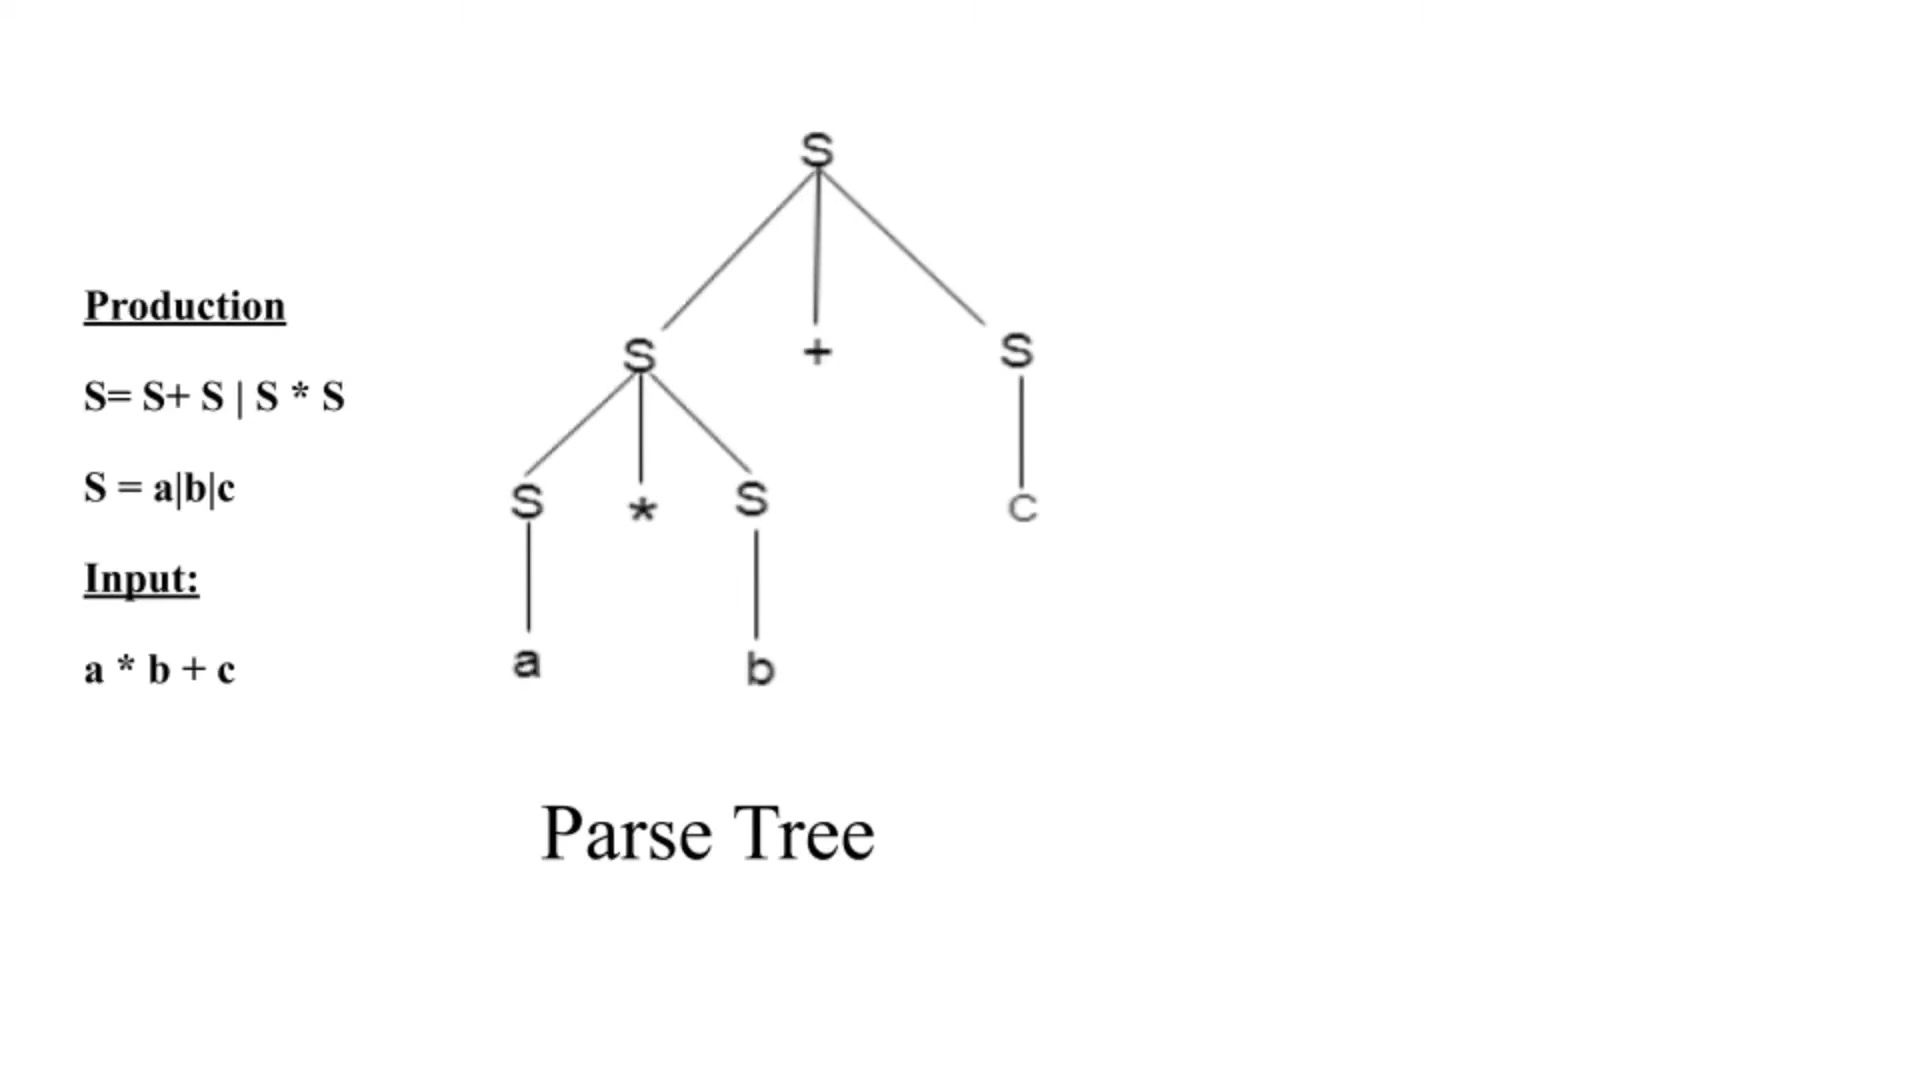 Production
S= S+ S | S * S
S = a|b|c
Input:
a * b + c
S
S + S
S * S C
a b
Parse Tree